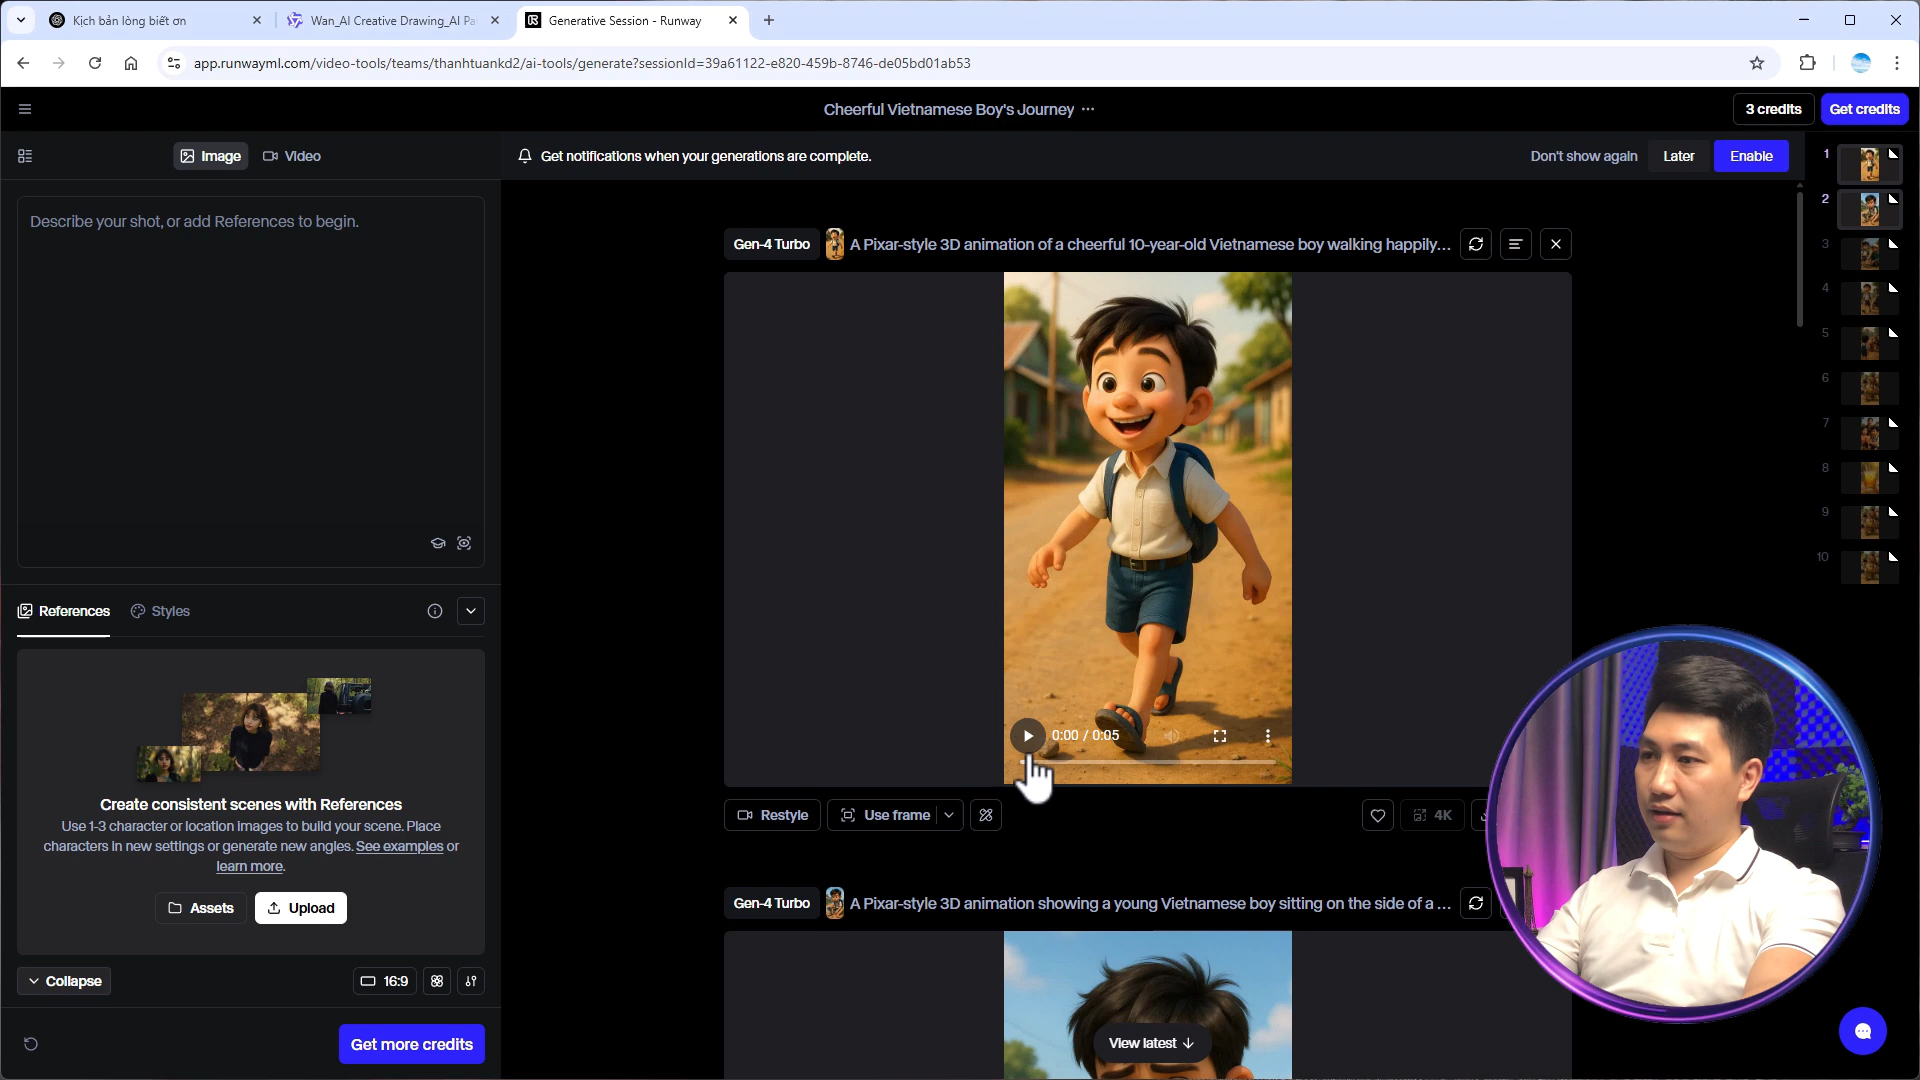 Kịch bản lòng biết ơn
Wan_AI Creative Drawing_AI Pa
Generative Session - Runway
app.runwayml.com/video-tools/teams/thanhtuankd2/ai-tools/generate?sessionId=39a61122-e820-459b-8746-de05bd01ab53
Cheerful Vietnamese Boy's Journey
3 credits
Get credits
Image
Video
Get notifications when your generations are complete.
Don't show again
Later
Enable
Describe your shot, or add References to begin.
Gen-4 Turbo
A Pixar-style 3D animation of a cheerful 10-year-old Vietnamese boy walking happily...
1
2
3
4
5
6
7
8
9
10
References
Styles
0:00 / 0:05
Create consistent scenes with References
Use 1-3 character or location images to build your scene. Place
characters in new settings or generate new angles. See examples or
learn more.
Assets
Upload
Restyle
Use frame
4K
Gen-4 Turbo
A Pixar-style 3D animation showing a young Vietnamese boy sitting on the side of a ...
Collapse
16:9
View latest
Get more credits